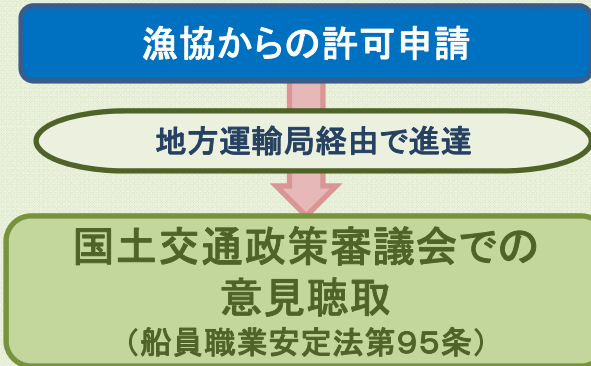 漁協からの許可申請
地方運輸局経由で進達
国土交通政策審議会での
意見聴取
（船員職業安定法第95条）